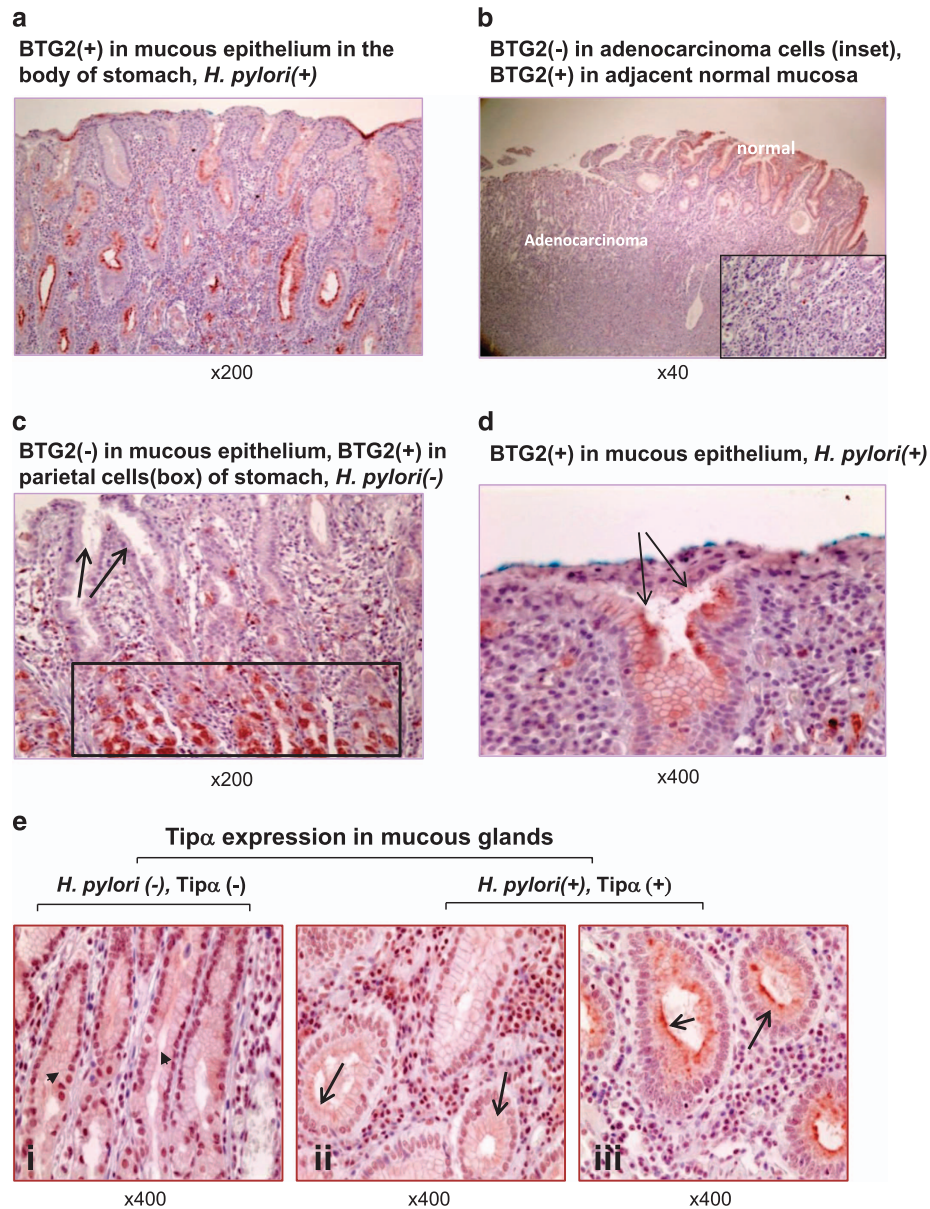 a
BTG2(+) in mucous epithelium in the
body of stomach, H. pylori(+)
x200
b
BTG2(-) in adenocarcinoma cells (inset),
BTG2(+) in adjacent normal mucosa
normal
Adenocarcinoma
x40
c
BTG2(-) in mucous epithelium, BTG2(+) in
parietal cells(box) of stomach, H. pylori(-)
x200
d
BTG2(+) in mucous epithelium, H. pylori(+)
x400
e
Tipα expression in mucous glands
H. pylori (-), Tipα (-)
H. pylori(+), Tipα (+)
i
ii
iii
x400
x400
x400